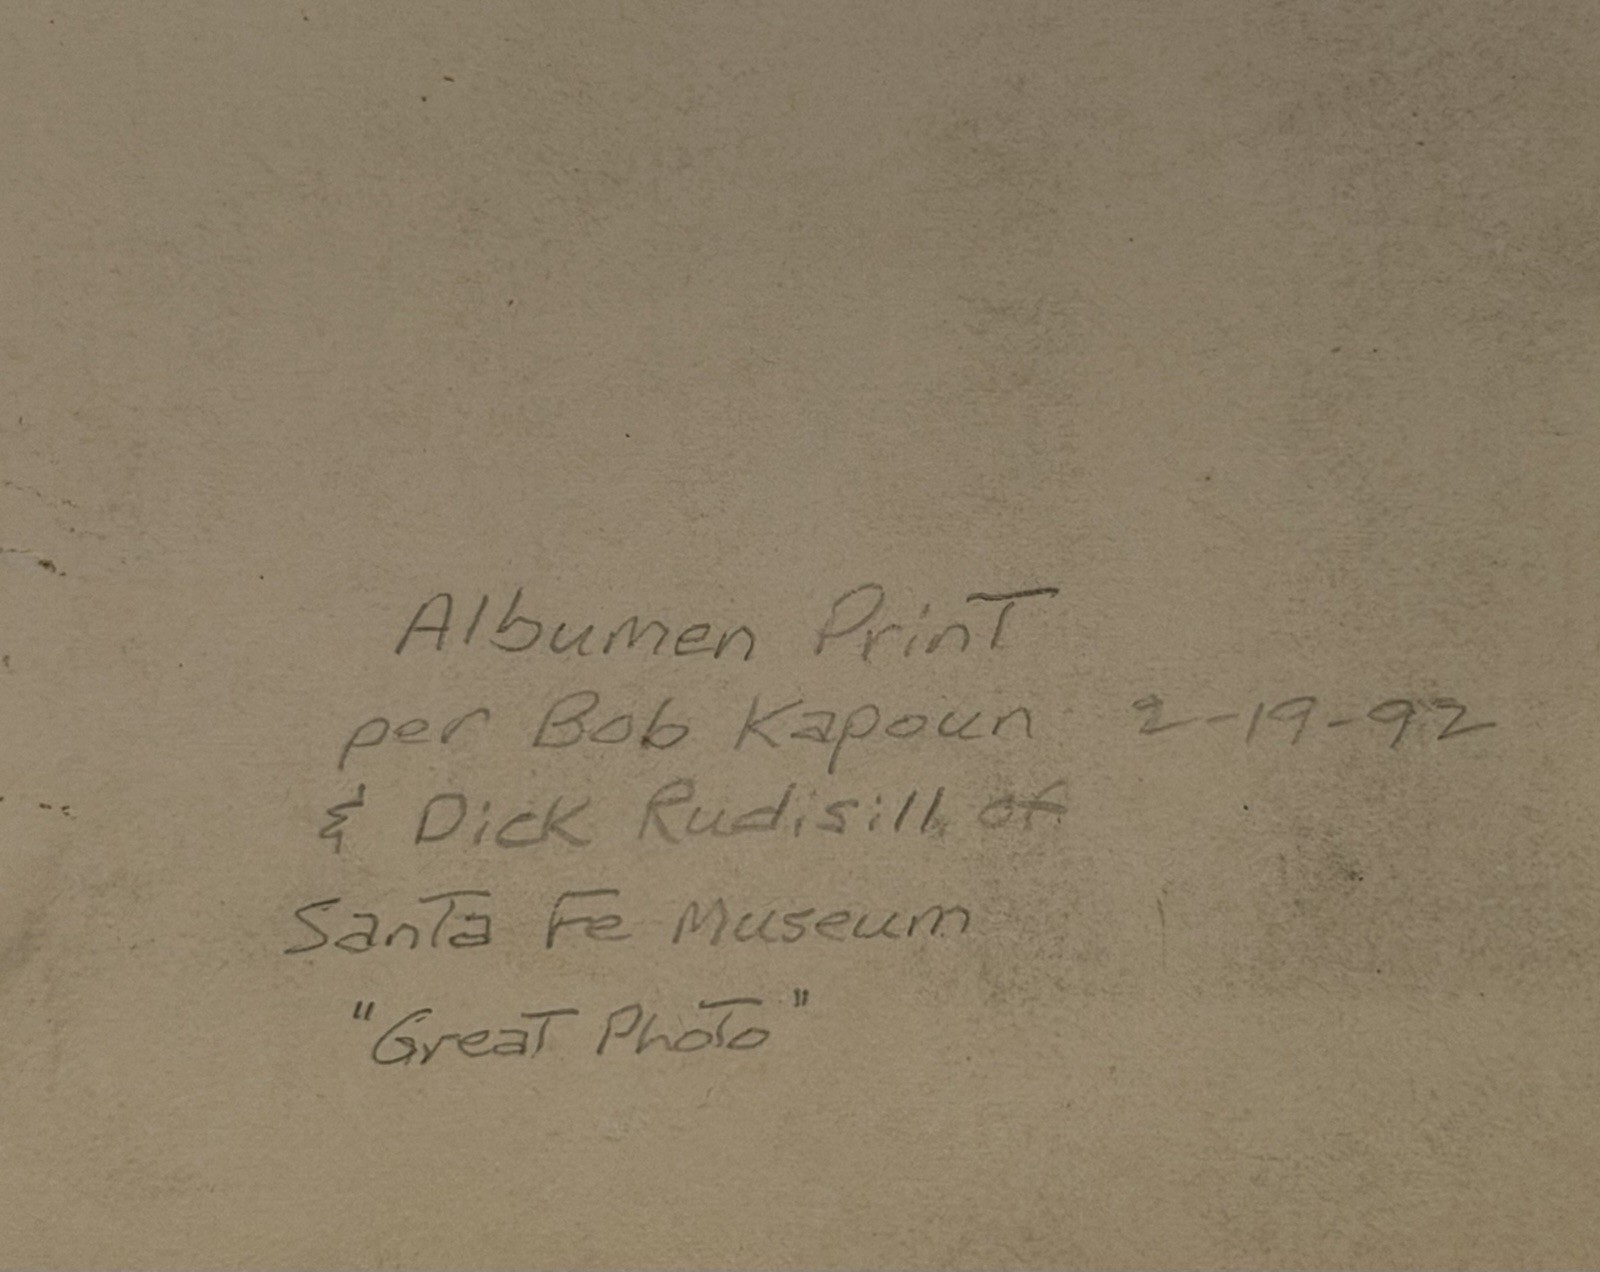 Albumen Print
per Bob Kapoun 2-19-92
& Dick Rudisill of
Santa Fe Museum
"Great Photo"